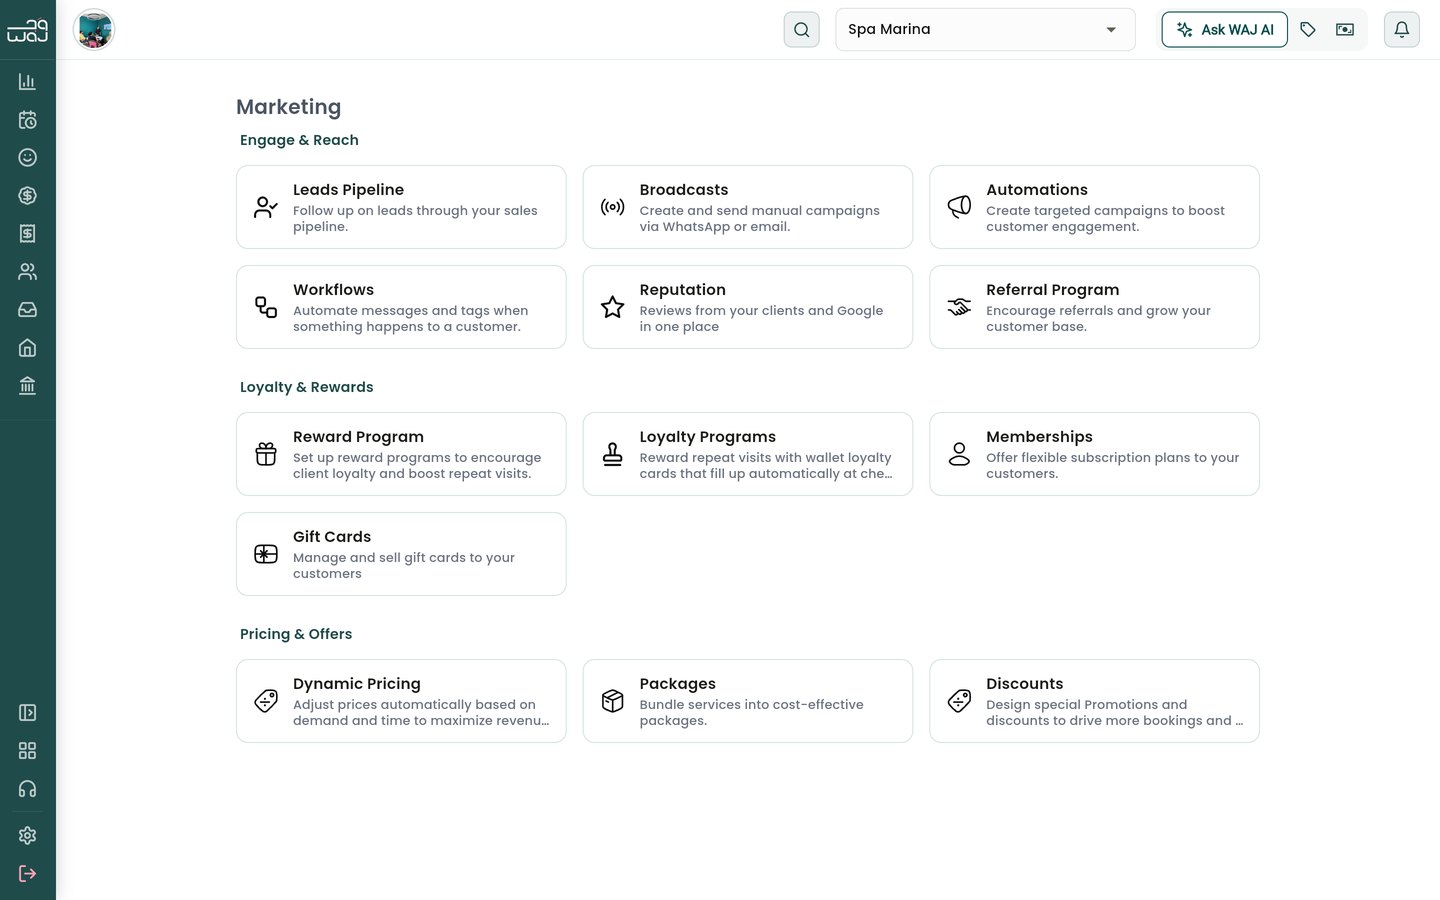 waj
Spa Marina
Ask WAJ AI
Marketing
Engage & Reach
Leads Pipeline
Follow up on leads through your sales
pipeline.
Broadcasts
Create and send manual campaigns
via WhatsApp or email.
Automations
Create targeted campaigns to boost
customer engagement.
Workflows
Automate messages and tags when
something happens to a customer.
Reputation
Reviews from your clients and Google
in one place
Referral Program
Encourage referrals and grow your
customer base.
Loyalty & Rewards
Reward Program
Set up reward programs to encourage
client loyalty and boost repeat visits.
Loyalty Programs
Reward repeat visits with wallet loyalty
cards that fill up automatically at che...
Memberships
Offer flexible subscription plans to your
customers.
Gift Cards
Manage and sell gift cards to your
customers
Pricing & Offers
Dynamic Pricing
Adjust prices automatically based on
demand and time to maximize revenu...
Packages
Bundle services into cost-effective
packages.
Discounts
Design special Promotions and
discounts to drive more bookings and ...